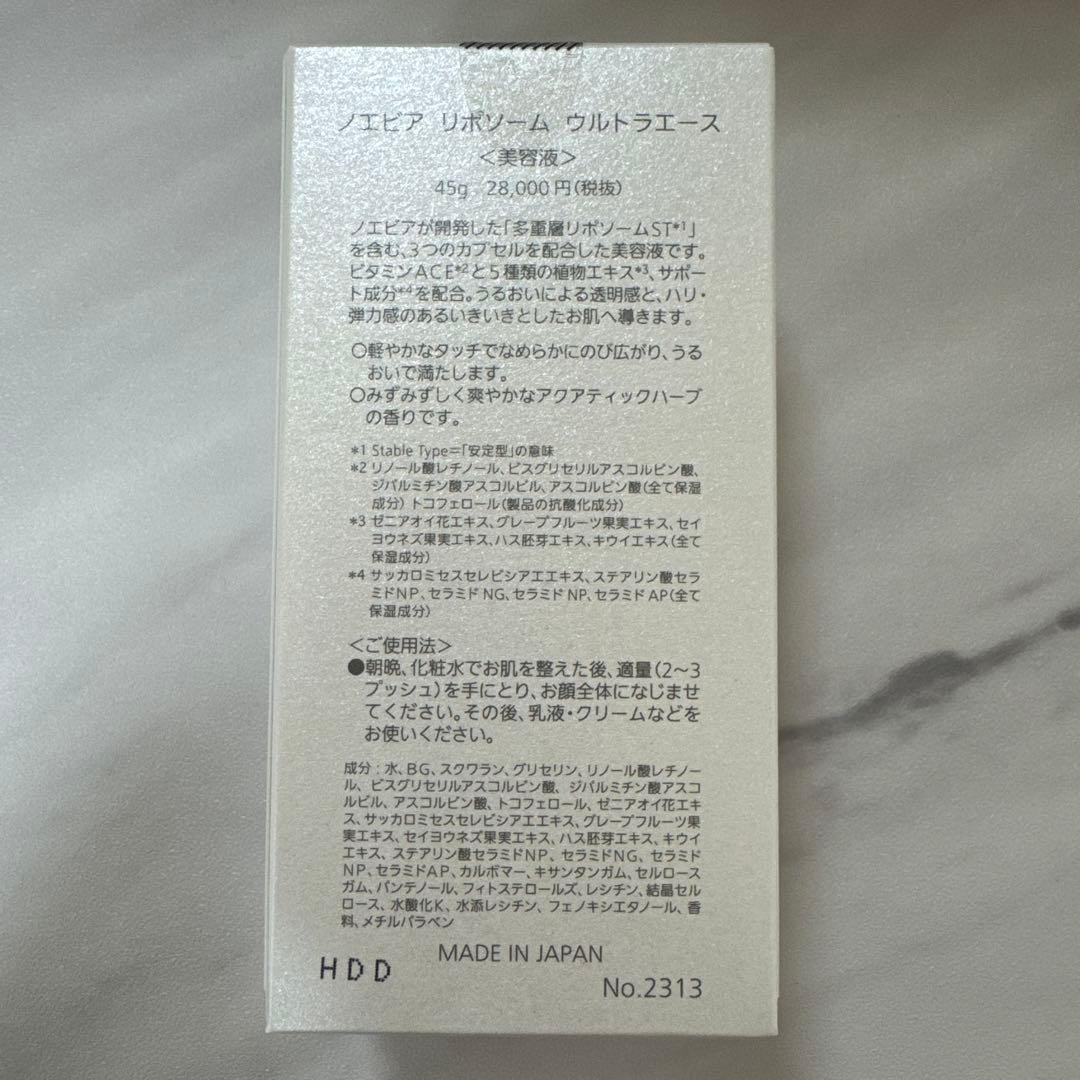 ノエビア リポソーム ウルトラエース
＜美容液＞
45g 28,000円(税抜)
ノエビアが開発した「多重層リポソームST*1」
を含む、3つのカプセルを配合した美容液です。
ビタミンACE*2と5種類の植物エキス*3、サポー
ト成分*4を配合。うるおいによる透明感と、ハリ・
弾力感のあるいきいきとしたお肌へ導きます。
○軽やかなタッチでなめらかにのび広がり、うる
おいで満たします。
○みずみずしく爽やかなアクアティックハーブ
の香りです。
*1 Stable Type=「安定型」の意味
*2 リノール酸レチノール、ビスグリセリルアスコルビン酸、
ジパルミチン酸アスコルビル、アスコルビン酸(全て保湿
成分) トコフェロール(製品の抗酸化成分)
*3 ゼニアオイ花エキス、グレープフルーツ果実エキス、セイ
ヨウネズ果実エキス、ハス胚芽エキス、キウイエキス(全て
保湿成分)
*4 サッカロミセスセレビシアエエキス、ステアリン酸セラ
ミドNP、セラミドNG、セラミドNP、セラミドAP(全て
保湿成分)
＜ご使用法＞
●朝晩、化粧水でお肌を整えた後、適量(2～3
プッシュ)を手にとり、お顔全体になじませ
てください。その後、乳液・クリームなどを
お使いください。
成分：水、BG、スクワラン、グリセリン、リノール酸レチノー
ル、ビスグリセリルアスコルビン酸、ジパルミチン酸アスコ
ルビル、アスコルビン酸、トコフェロール、ゼニアオイ花エキ
ス、サッカロミセスセレビシアエエキス、グレープフルーツ果
実エキス、セイヨウネズ果実エキス、ハス胚芽エキス、キウイ
エキス、ステアリン酸セラミドNP、セラミドNG、セラミド
NP、セラミドAP、カルボマー、キサンタンガム、セルロース
ガム、パンテノール、フィトステロールズ、レシチン、結晶セル
ロース、水酸化K、水添レシチン、フェノキシエタノール、香
料、メチルパラベン
MADE IN JAPAN
HDD
No.2313